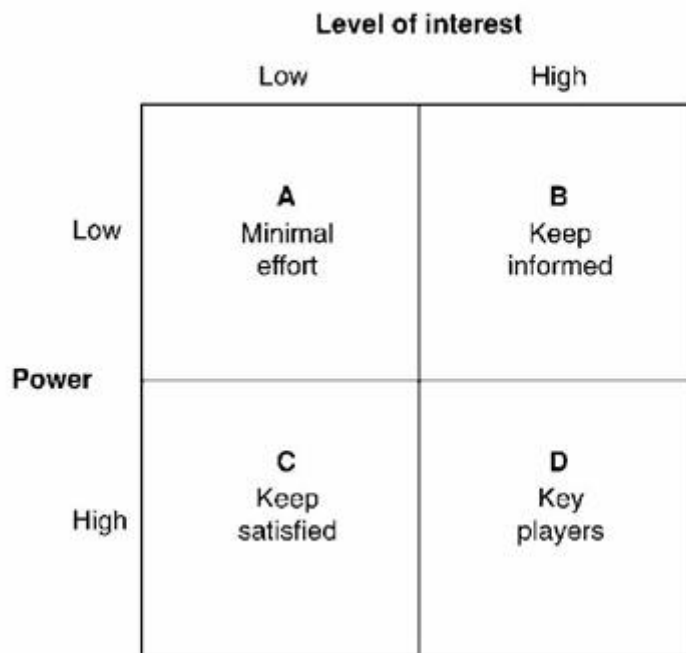 Level of interest
Low High
A B
Low Minimal Keep
effort informed
Power
C D
High Keep Key
satisfied players